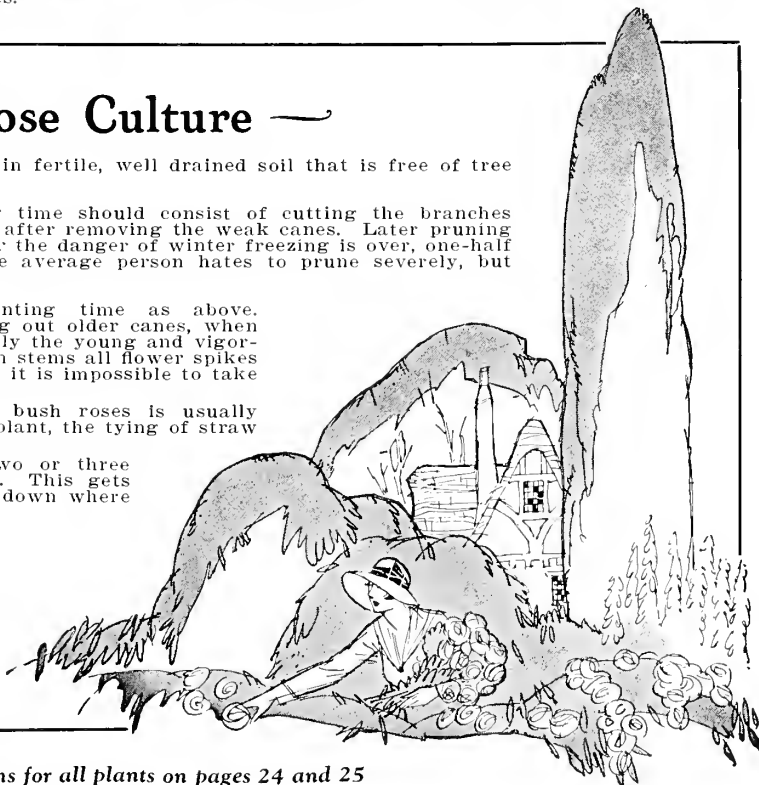 es.
ose Culture
in fertile, well drained soil that is free of tree
time should consist of cutting the branches
after removing the weak canes. Later pruning
the danger of winter freezing is over, one-half
e average person hates to prune severely, but
nting time as above.
g out older canes, when
ly the young and vigor-
n stems all flower spikes
it is impossible to take
bush roses is usually
plant, the tying of straw
wo or three
. This gets
down where
ns for all plants on pages 24 and 25